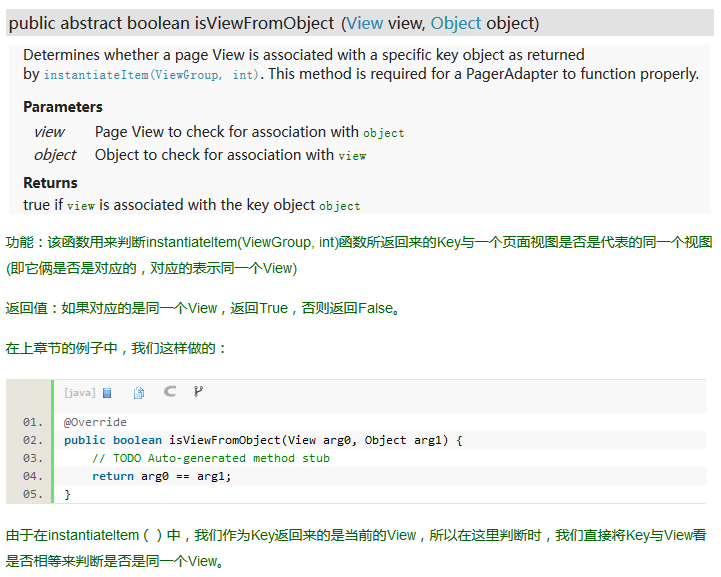 public abstract boolean isViewFromObject (View view, Object object)
Determines whether a page View is associated with a specific key object as returned
by instantiateItem(ViewGroup, int). This method is required for a PagerAdapter to function properly.
Parameters
view Page View to check for association with object
object Object to check for association with view
Returns
true if view is associated with the key object object
功能：该函数用来判断instantiateItem(ViewGroup, int)函数所返回来的Key与一个页面视图是否是代表的同一个视图
(即它俩是否是对应的，对应的表示同一个View)
返回值：如果对应的是同一个View，返回True，否则返回False。
在上章节的例子中，我们这样做的：
[java]
01. @Override
02. public boolean isViewFromObject(View arg0, Object arg1) {
03. // TODO Auto-generated method stub
04. return arg0 == arg1;
05. }
由于在instantiateItem（）中，我们作为Key返回来的是当前的View，所以在这里判断时，我们直接将Key与View看
是否相等来判断是否是同一个View。